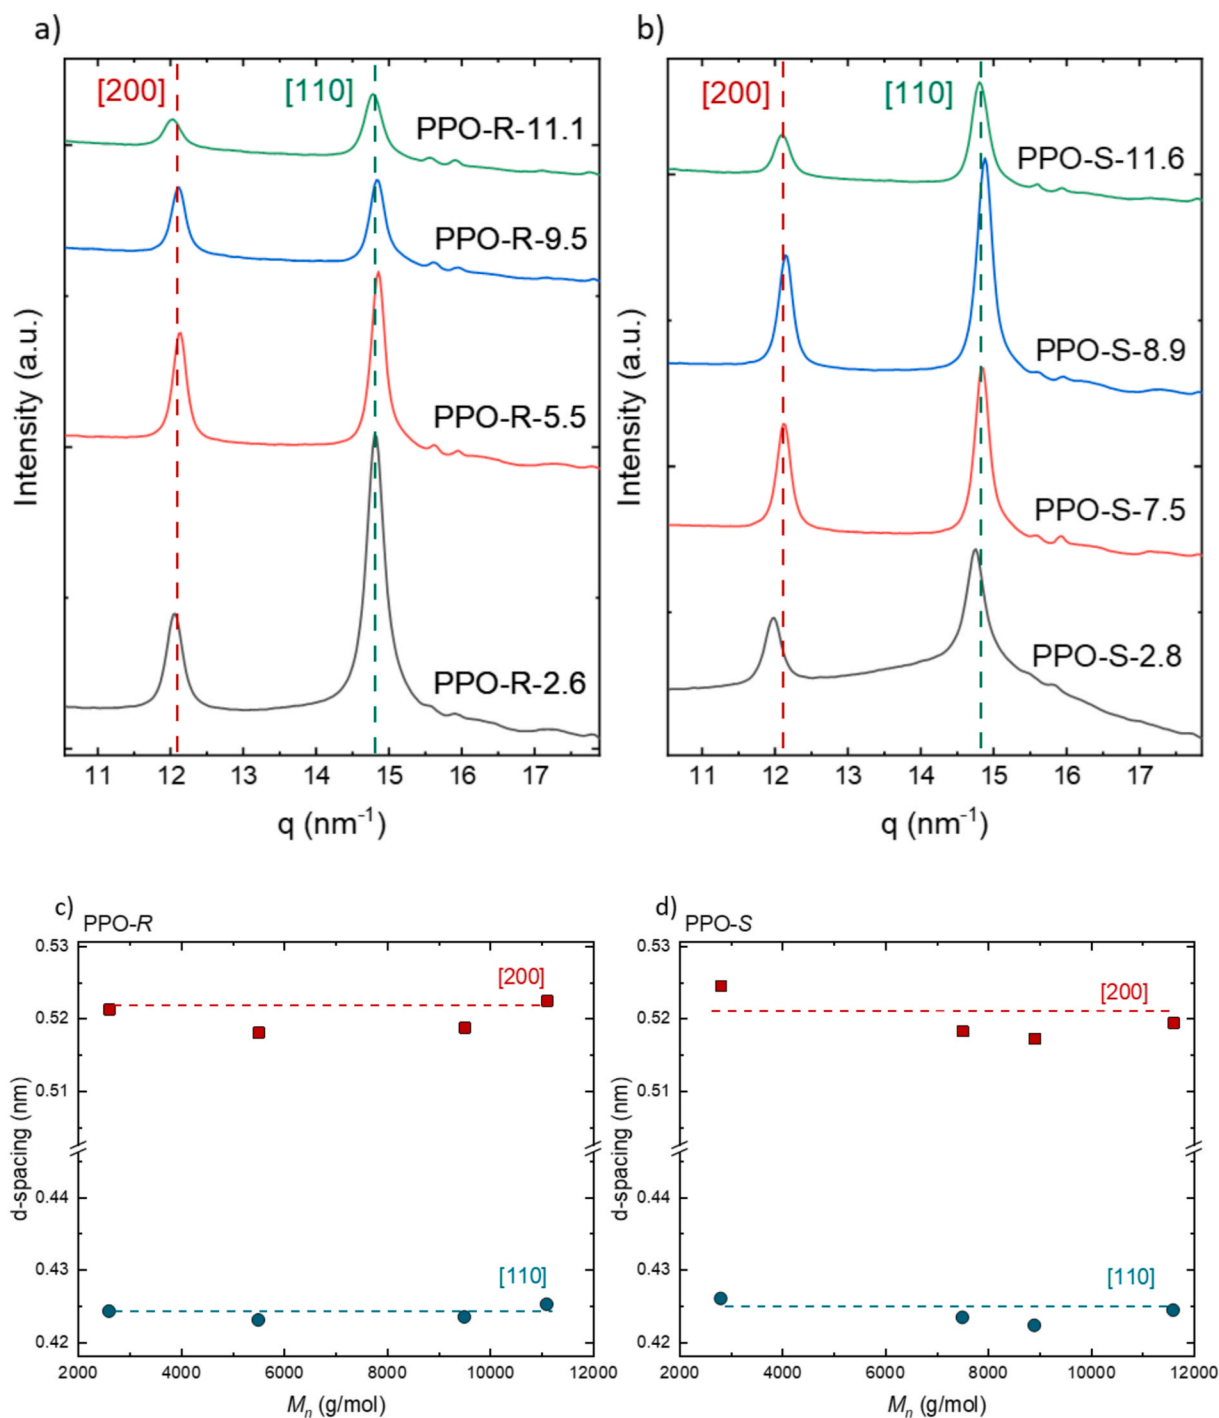 a)
[200]
[110]
PPO-R-11.1
PPO-R-9.5
PPO-R-5.5
PPO-R-2.6
Intensity (a.u.)
11 12 13 14 15 16 17
q (nm⁻¹)
b)
[200]
[110]
PPO-S-11.6
PPO-S-8.9
PPO-S-7.5
PPO-S-2.8
Intensity (a.u.)
11 12 13 14 15 16 17
q (nm⁻¹)
c)
PPO-R
0.53
0.52
0.51
0.44
0.43
0.42
d-spacing (nm)
[200]
[110]
2000 4000 6000 8000 10000 12000
Mn (g/mol)
d)
PPO-S
0.53
0.52
0.51
0.44
0.43
0.42
d-spacing (nm)
[200]
[110]
2000 4000 6000 8000 10000 12000
Mn (g/mol)